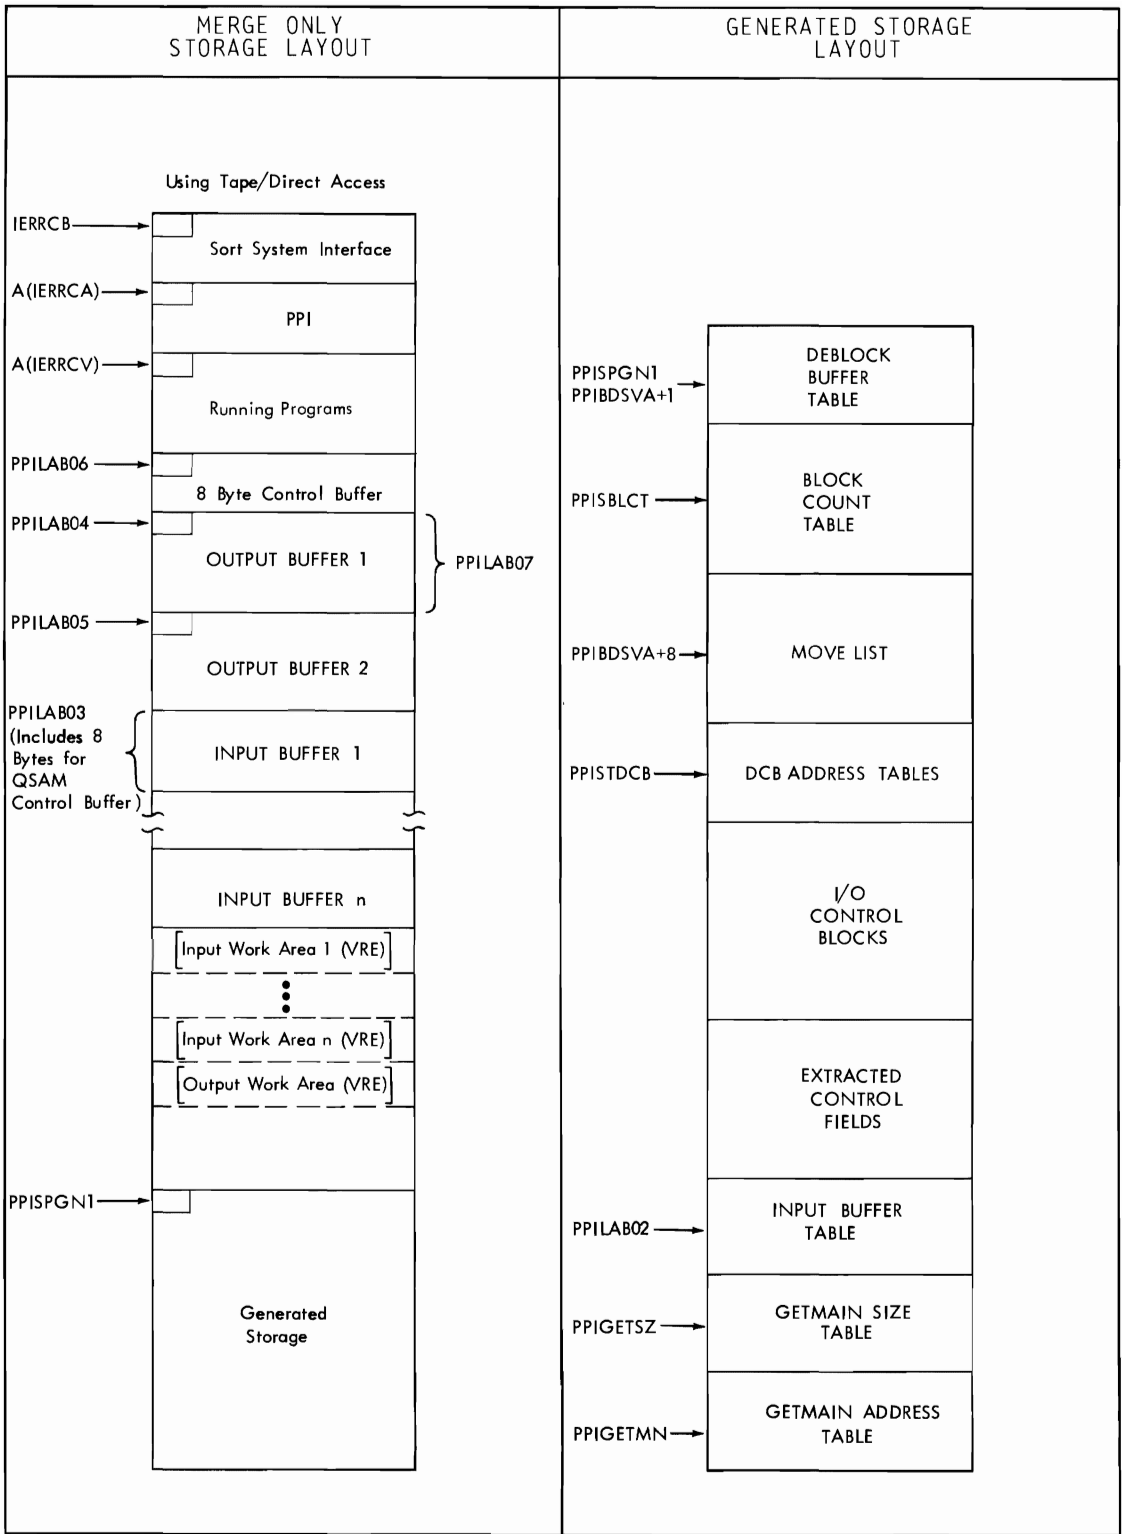 MERGE ONLY
STORAGE LAYOUT
Using Tape/Direct Access
IERRCB
Sort System Interface
A(IERRCA)
PPI
A(IERRCV)
Running Programs
PPILAB06
8 Byte Control Buffer
PPILAB04
OUTPUT BUFFER 1
PPILAB07
PPILAB05
OUTPUT BUFFER 2
PPILAB03
(Includes 8
Bytes for
QSAM
Control Buffer)
INPUT BUFFER 1
INPUT BUFFER n
[Input Work Area 1 (VRE)]
[Input Work Area n (VRE)]
[Output Work Area (VRE)]
PPISPGN1
Generated
Storage
GENERATED STORAGE
LAYOUT
PPISPGN1
PPIBDSVA+1
DEBLOCK
BUFFER
TABLE
PPISBLCT
BLOCK
COUNT
TABLE
PPIBDSVA+8
MOVE LIST
PPISTDCB
DCB ADDRESS TABLES
I/O
CONTROL
BLOCKS
EXTRACTED
CONTROL
FIELDS
PPILAB02
INPUT BUFFER
TABLE
PPIGETSZ
GETMAIN SIZE
TABLE
PPIGETMN
GETMAIN ADDRESS
TABLE